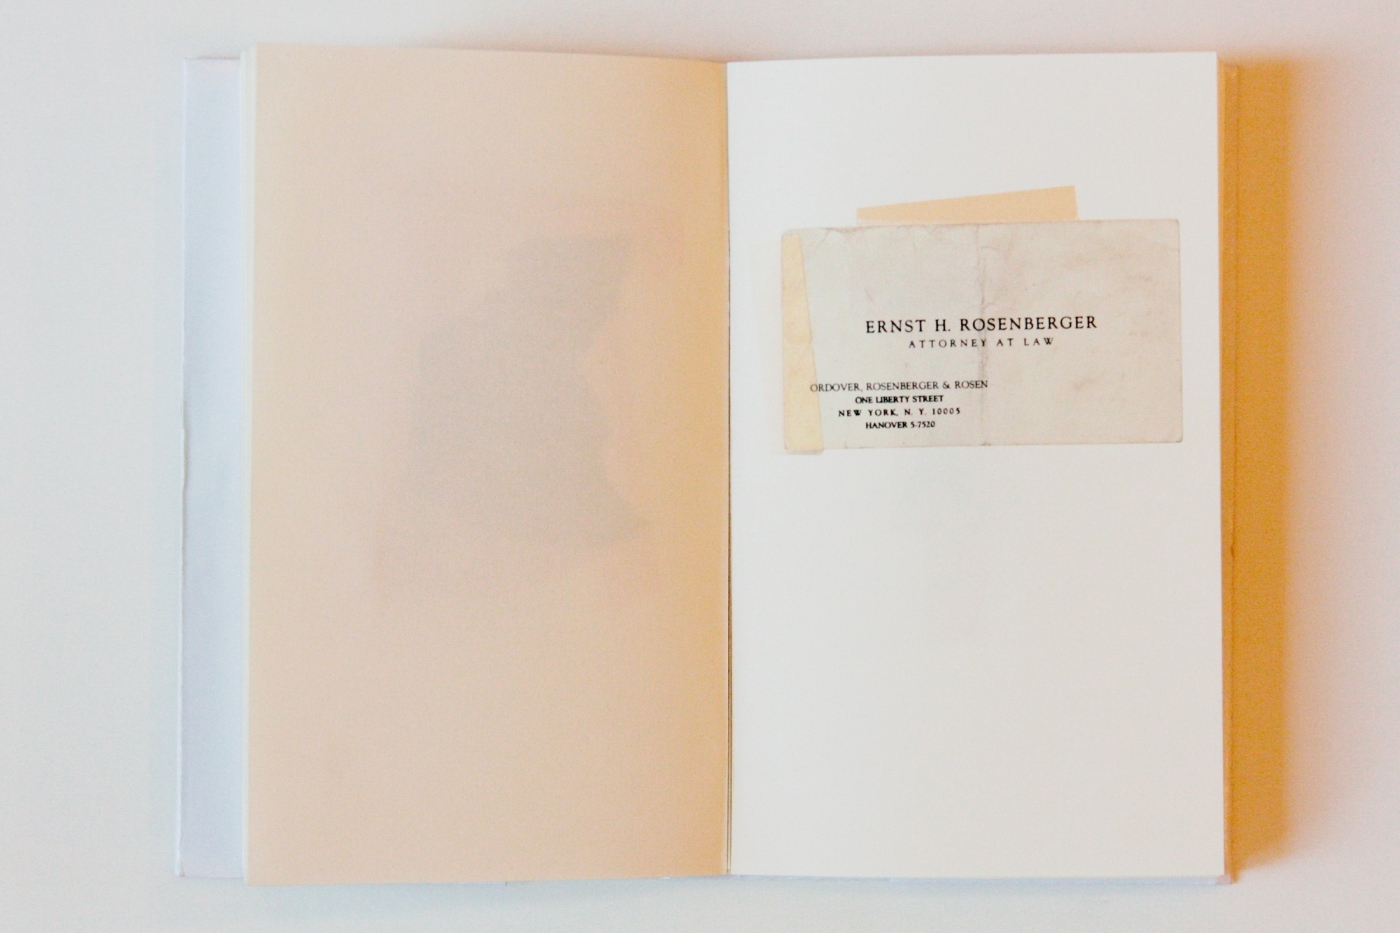 ERNST H. ROSENBERGER
ATTORNEY AT LAW
ORDOVER, ROSENBERGER & ROSEN
ONE LIBERTY STREET
NEW YORK, N. Y. 10005
HANOVER 5-7520